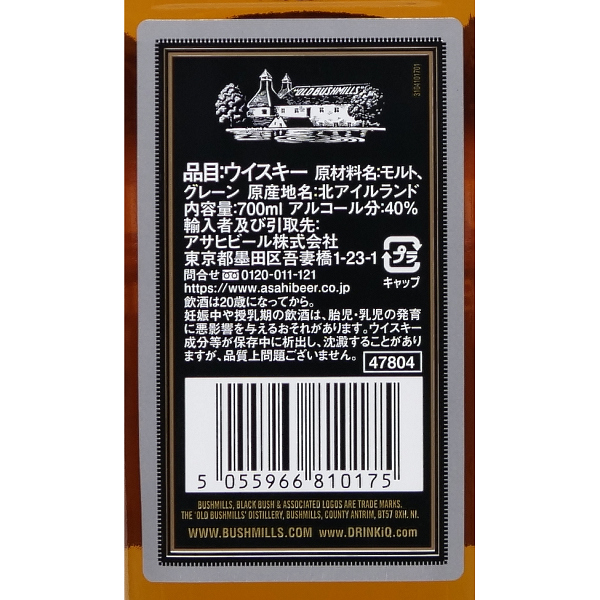 "OLD BUSHMILLS"
3104101701
品目:ウイスキー 原材料名:モルト、
グレーン 原産地名:北アイルランド
内容量:700ml アルコール分:40%
輸入者及び引取先:
アサヒビール株式会社
東京都墨田区吾妻橋1-23-1
問合せ 0120-011-121
https://www.asahibeer.co.jp
プラ
キャップ
飲酒は20歳になってから。
妊娠中や授乳期の飲酒は、胎児・乳児の発育
に悪影響を与えるおそれがあります。ウイスキー
成分等が保存中に析出し、沈澱することがあり
ますが、品質上問題ございません。
47804
5 055966 810175
BUSHMILLS, BLACK BUSH & ASSOCIATED LOGOS ARE TRADE MARKS.
THE 'OLD BUSHMILLS' DISTILLERY, BUSHMILLS, COUNTY ANTRIM, BT57 8XH. NI.
WWW.BUSHMILLS.COM www.DRINKiQ.COM